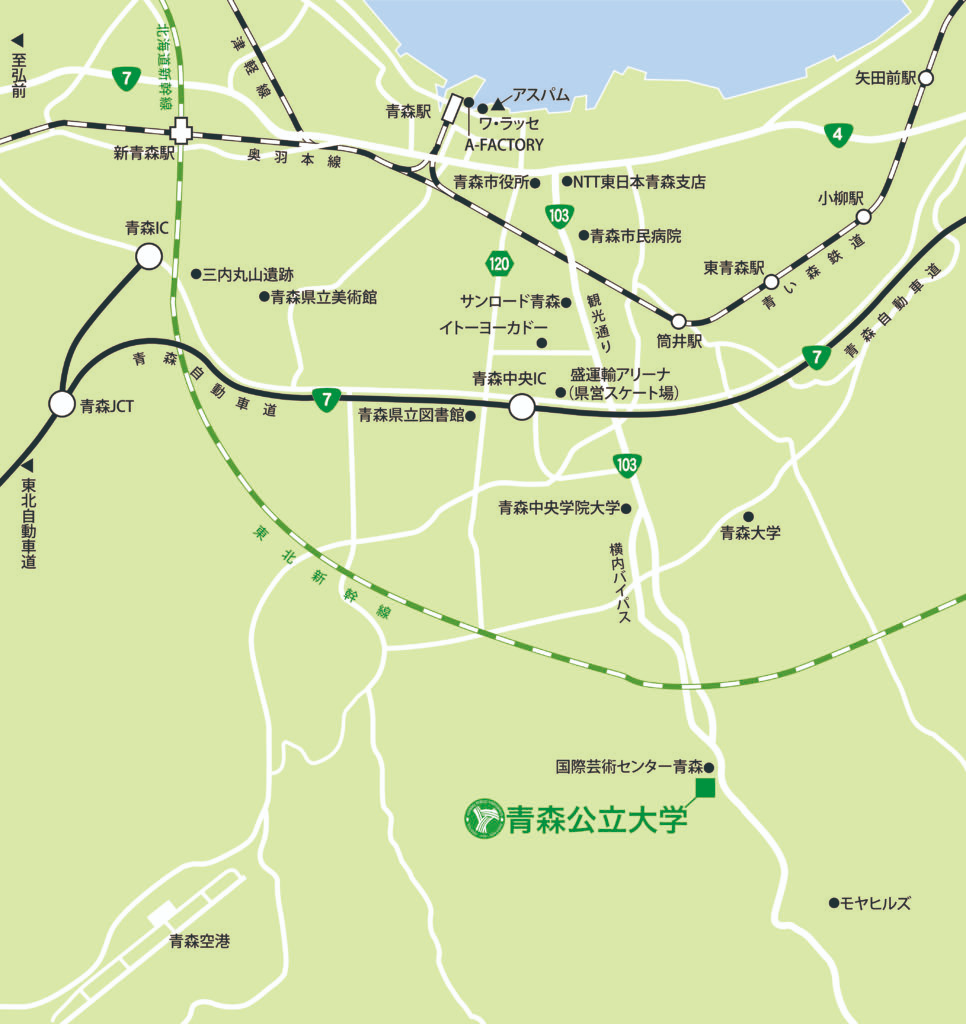 至弘前
北海道新幹線
7
津軽線
矢田前駅
アスパム
青森駅
ワ・ラッセ
A-FACTORY
4
新青森駅
奥羽本線
青森市役所
NTT東日本青森支店
小柳駅
103
青森IC
青森市民病院
120
東青森駅
三内丸山遺跡
青い森鉄道
青森県立美術館
サンロード青森
観光通り
イトーヨーカドー
筒井駅
青森自動車道
7
青森自動車道
青森中央IC
盛運輸アリーナ
(県営スケート場)
7
青森JCT
青森県立図書館
103
東北自動車道
青森中央学院大学
青森大学
東北新幹線
横内バイパス
国際芸術センター青森
青森公立大学
モヤヒルズ
青森空港